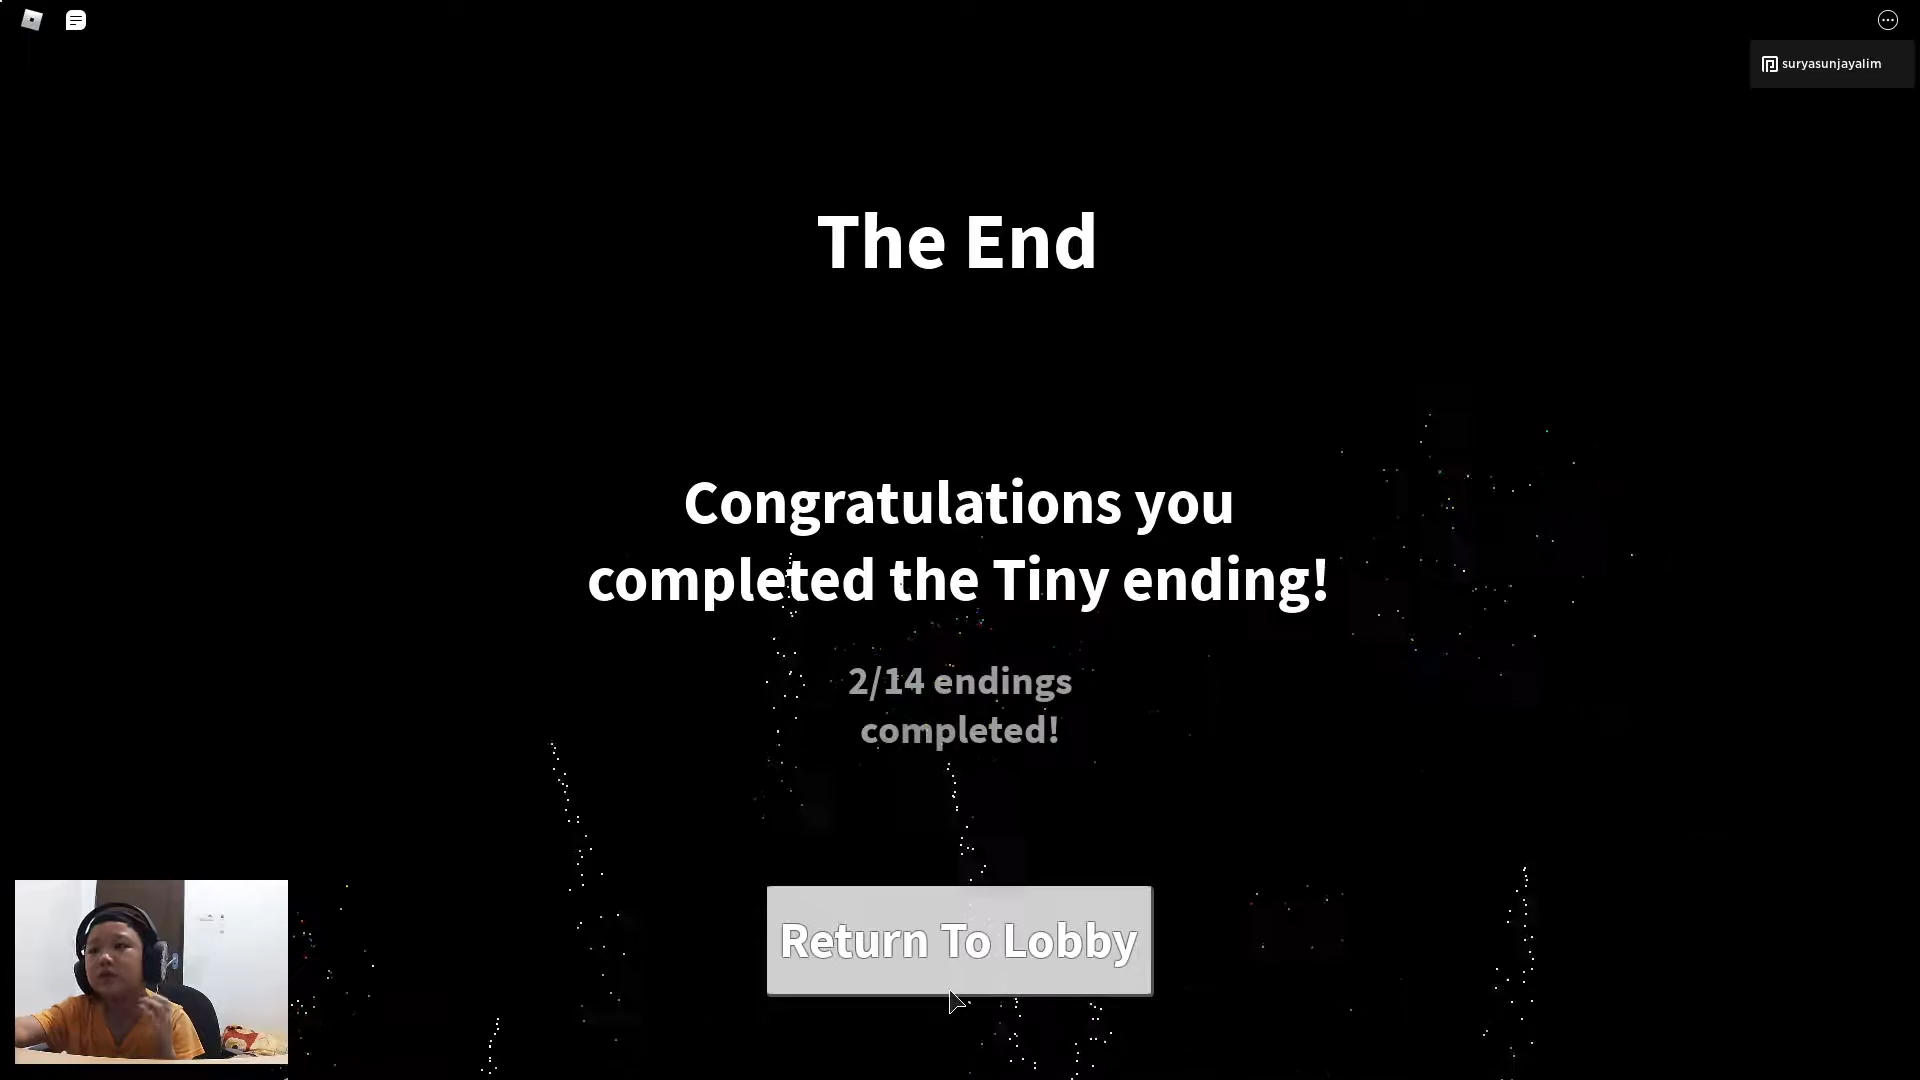 suryasunjayalim
The End
Congratulations you
completed the Tiny ending!
2/14 endings
completed!
Return To Lobby